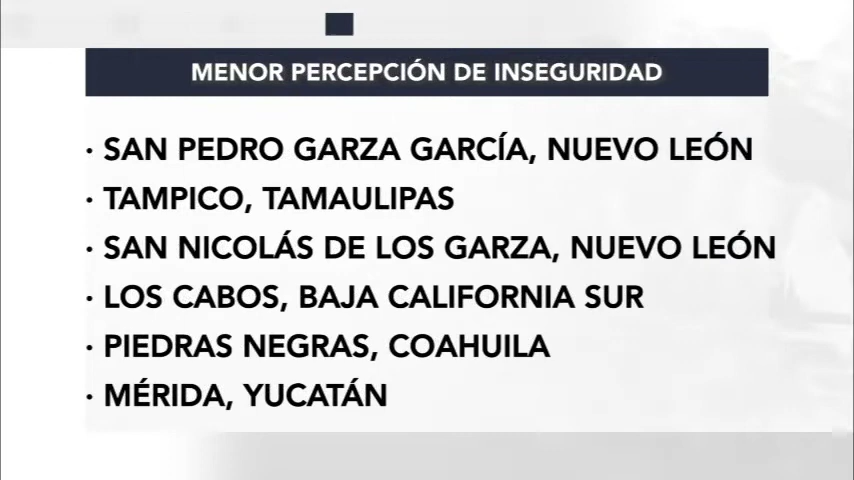 MENOR PERCEPCIÓN DE INSEGURIDAD
· SAN PEDRO GARZA GARCÍA, NUEVO LEÓN
· TAMPICO, TAMAULIPAS
· SAN NICOLÁS DE LOS GARZA, NUEVO LEÓN
· LOS CABOS, BAJA CALIFORNIA SUR
· PIEDRAS NEGRAS, COAHUILA
· MÉRIDA, YUCATÁN